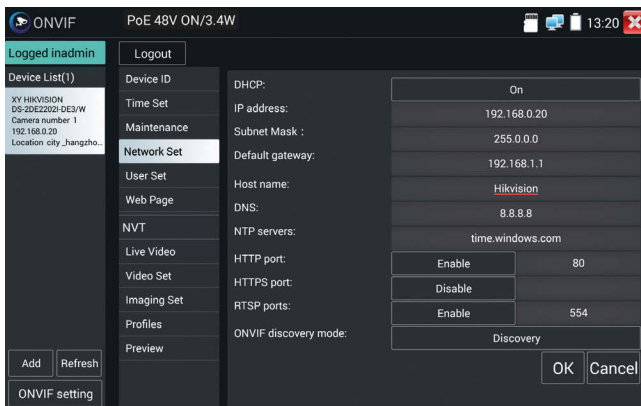 ONVIF
PoE 48V ON/3.4W
13:20
Logged inadmin
Logout
Device List(1)
XY HIKVISION
DS-2DE2202I-DE3/W
Camera number 1
192.168.0.20
Location city _hangzho...
Add
Refresh
ONVIF setting
Device ID
Time Set
Maintenance
Network Set
User Set
Web Page
NVT
Live Video
Video Set
Imaging Set
Profiles
Preview
DHCP: On
IP address: 192.168.0.20
Subnet Mask : 255.0.0.0
Default gateway: 192.168.1.1
Host name: Hikvision
DNS: 8.8.8.8
NTP servers: time.windows.com
HTTP port: Enable 80
HTTPS port: Disable
RTSP ports: Enable 554
ONVIF discovery mode: Discovery
OK Cancel